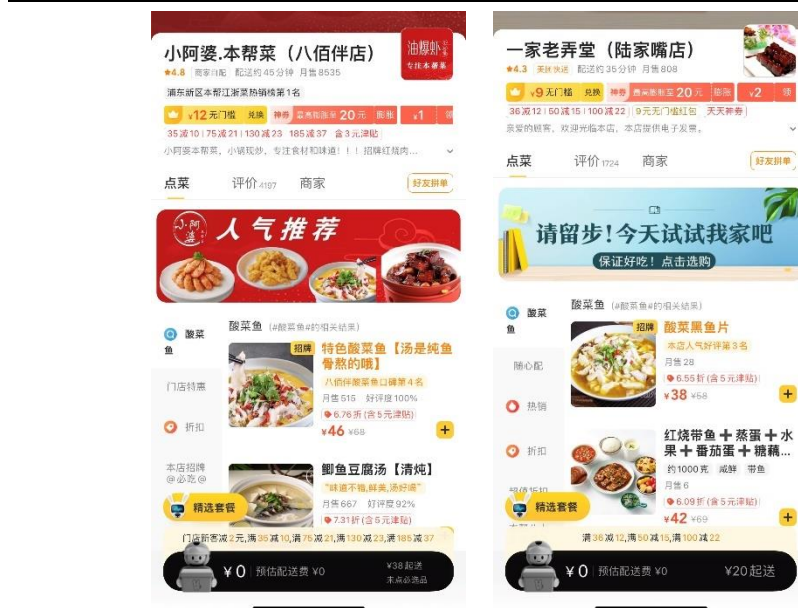 小阿婆.本帮菜（八佰伴店）
★4.8 商家自配 配送约45分钟 月售8535
浦东新区本帮江浙菜热销榜第1名
¥12无门槛 兑换 神券 最高膨胀至20元 膨胀 ¥1 领
35减10 | 75减21 | 130减23 185减37 含3元津贴
小阿婆本帮菜，小锅现炒，专注食材和味道！！！招牌红烧肉...
油爆虾
专注本帮菜
点菜 评价4197 商家 好友拼单
小阿婆
人气推荐
酸菜鱼
门店特惠
折扣
本店招牌
@必吃@
酸菜鱼 (#酸菜鱼#的相关结果)
招牌
特色酸菜鱼【汤是纯鱼
骨熬的哦】
八佰伴酸菜鱼口碑第4名
月售515 好评度100%
6.76折(含5元津贴)
¥46 ¥68
鲫鱼豆腐汤【清炖】
“味道不错,鲜美,汤好喝”
月售667 好评度92%
7.31折(含5元津贴)
精选套餐
门店新客减2元,满35减10,满75减21,满130减23,满185减37
¥0 预估配送费 ¥0
¥38起送
未点必选品
一家老弄堂（陆家嘴店）
★4.3 美团快送 配送约35分钟 月售808
¥9无门槛 兑换 神券 最高膨胀至20元 膨胀 ¥2 领
36减12 | 50减15 | 100减22 9元无门槛红包 天天神券
亲爱的顾客，欢迎光临本店，本店提供电子发票。
点菜 评价1724 商家 好友拼单
请留步！今天试试我家吧
保证好吃！点击选购
酸菜鱼
随心配
热销
折扣
超值折扣
酸菜鱼 (#酸菜鱼#的相关结果)
招牌
酸菜黑鱼片
本店人气好评第3名
月售28
6.55折(含5元津贴)
¥38 ¥58
红烧带鱼+蒸蛋+水
果+番茄蛋+糖藕...
约1000克 咸鲜 带鱼
月售6
6.09折(含5元津贴)
¥42 ¥69
精选套餐
满36减12,满50减15,满100减22
¥0 预估配送费 ¥0
¥20起送